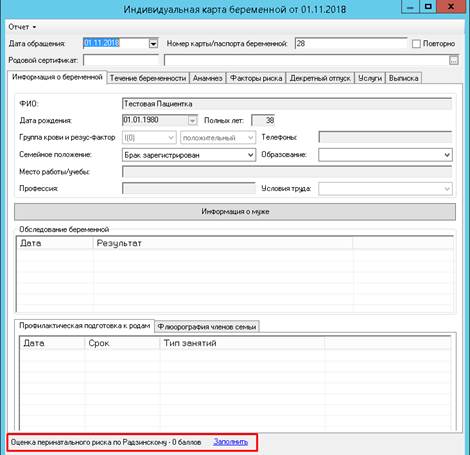 Индивидуальная карта беременной от 01.11.2018
Отчет
Дата обращения: 01.11.2018 Номер карты/паспорта беременной: 28 Повторно
Родовой сертификат: ...
Информация о беременной Течение беременности Анамнез Факторы риска Декретный отпуск Услуги Выписка
ФИО: Тестовая Пациентка
Дата рождения: 01.01.1980 Полных лет: 38
Группа крови и резус-фактор I(0) положительный Телефоны:
Семейное положение: Брак зарегистрирован Образование:
Место работы/учебы:
Профессия: Условия труда:
Информация о муже
Обследование беременной
Дата Результат
Профилактическая подготовка к родам Флюорография членов семьи
Дата Срок Тип занятий
Оценка перинатального риска по Радзинскому - 0 баллов Заполнить